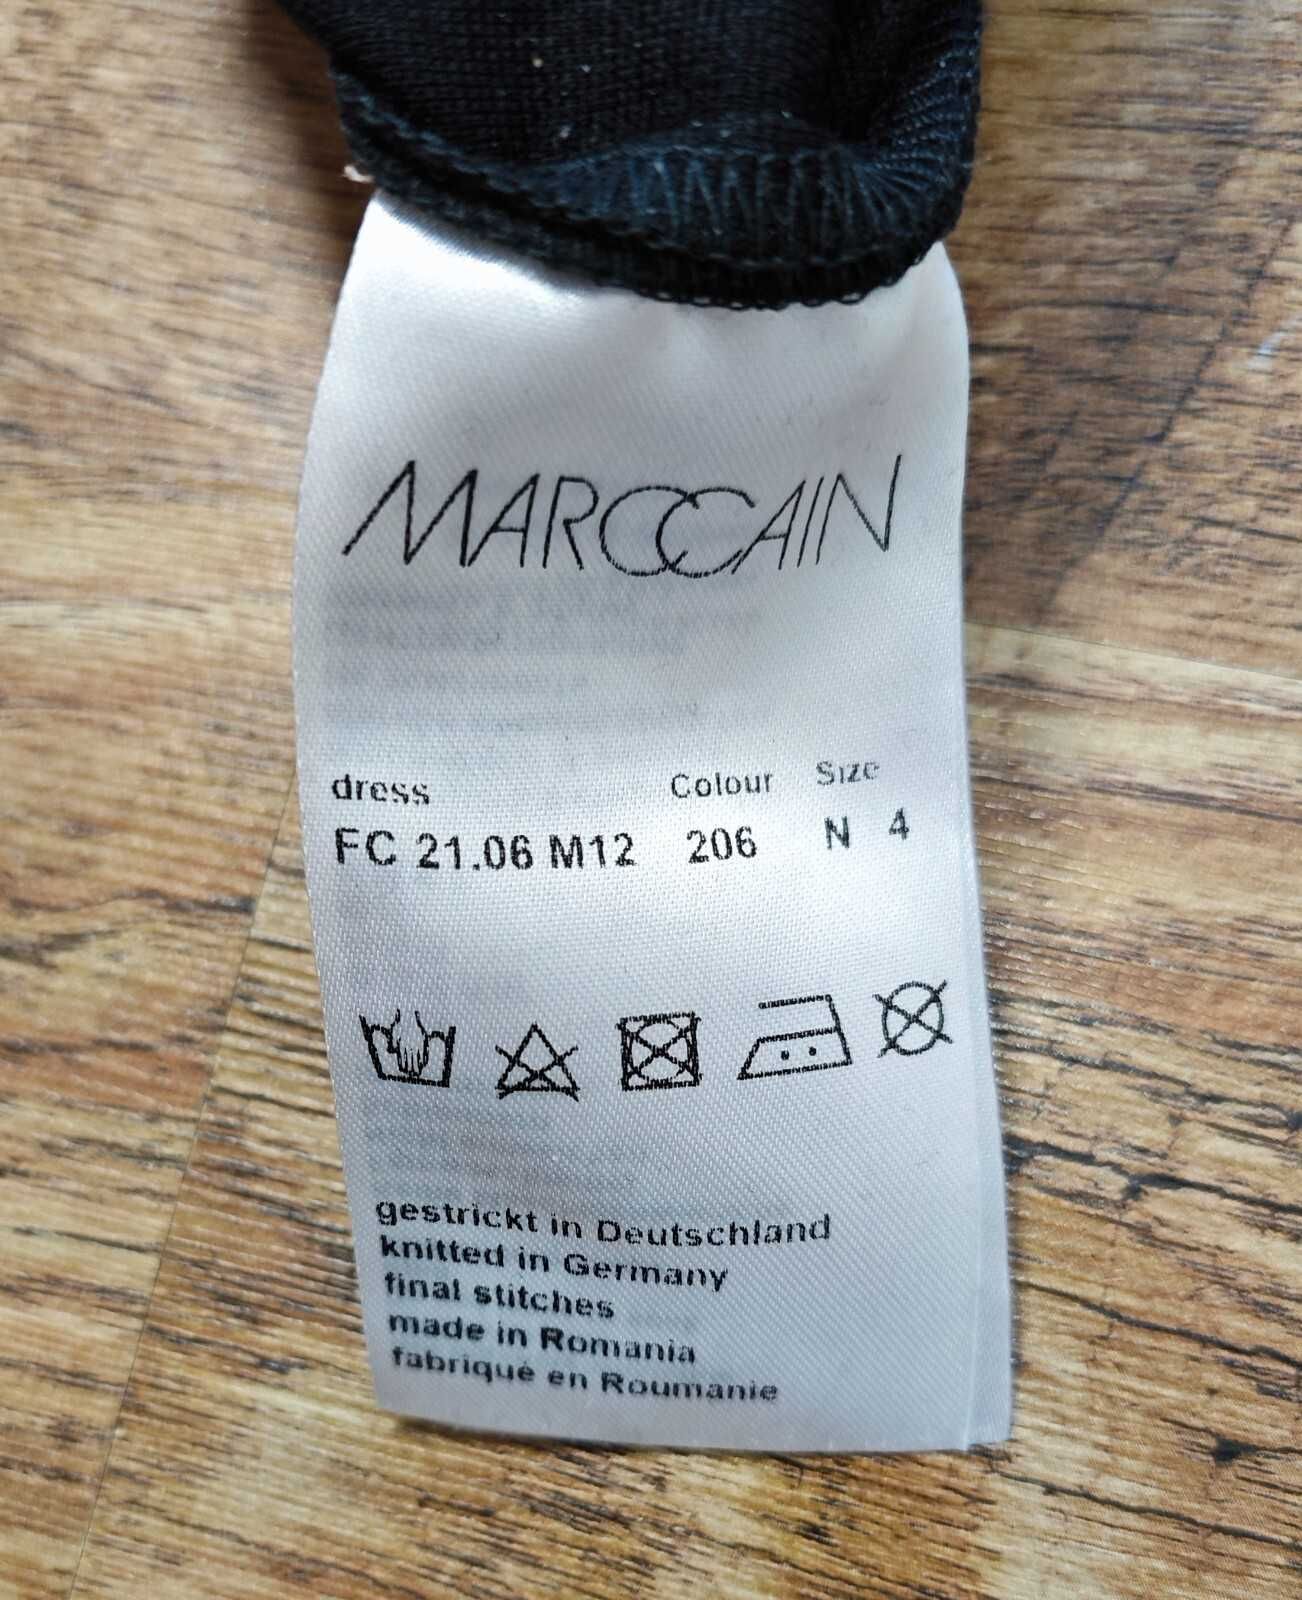 MARCCAIN
dress Colour Size
FC 21.06 M12 206 N 4
gestrickt in Deutschland
knitted in Germany
final stitches
made in Romania
fabriqué en Roumanie